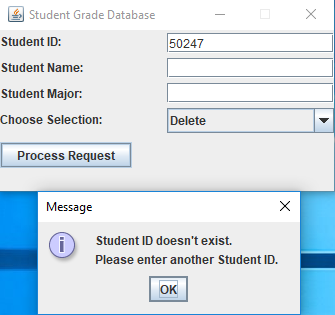 Student Grade Database
Student ID: 50247
Student Name:
Student Major:
Choose Selection: Delete
Process Request
Message
Student ID doesn't exist.
Please enter another Student ID.
OK